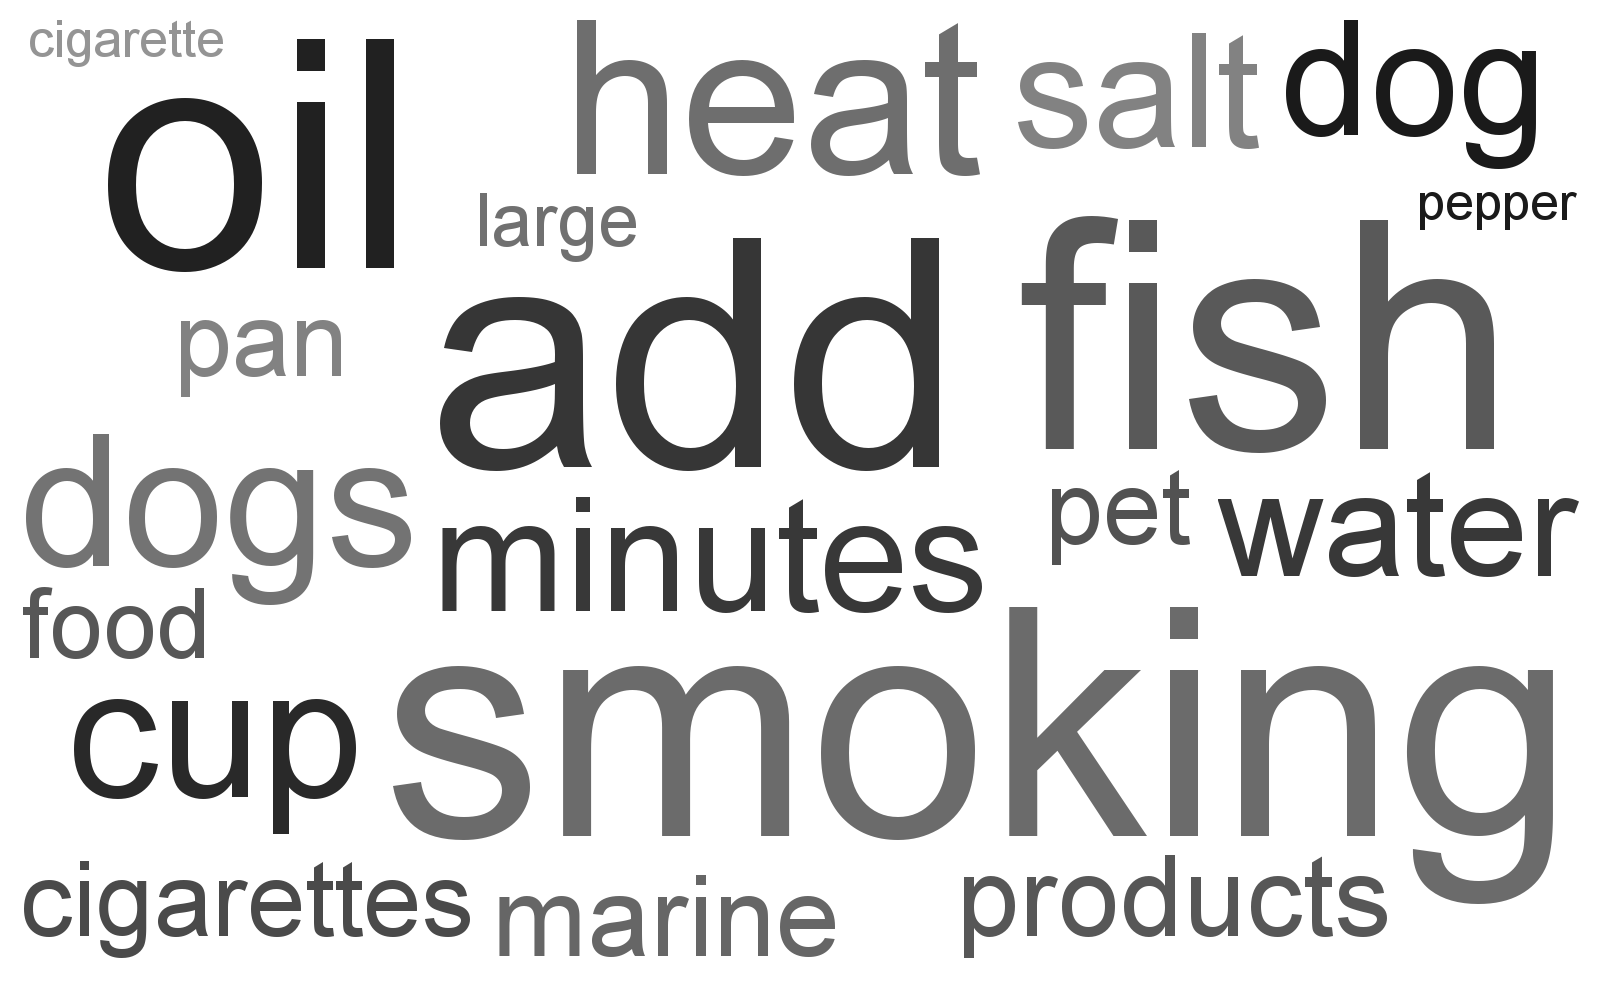 cigarette
oil
heat
salt
dog
large
pepper
pan
add
fish
dogs
minutes
pet
water
food
cup
smoking
cigarettes
marine
products